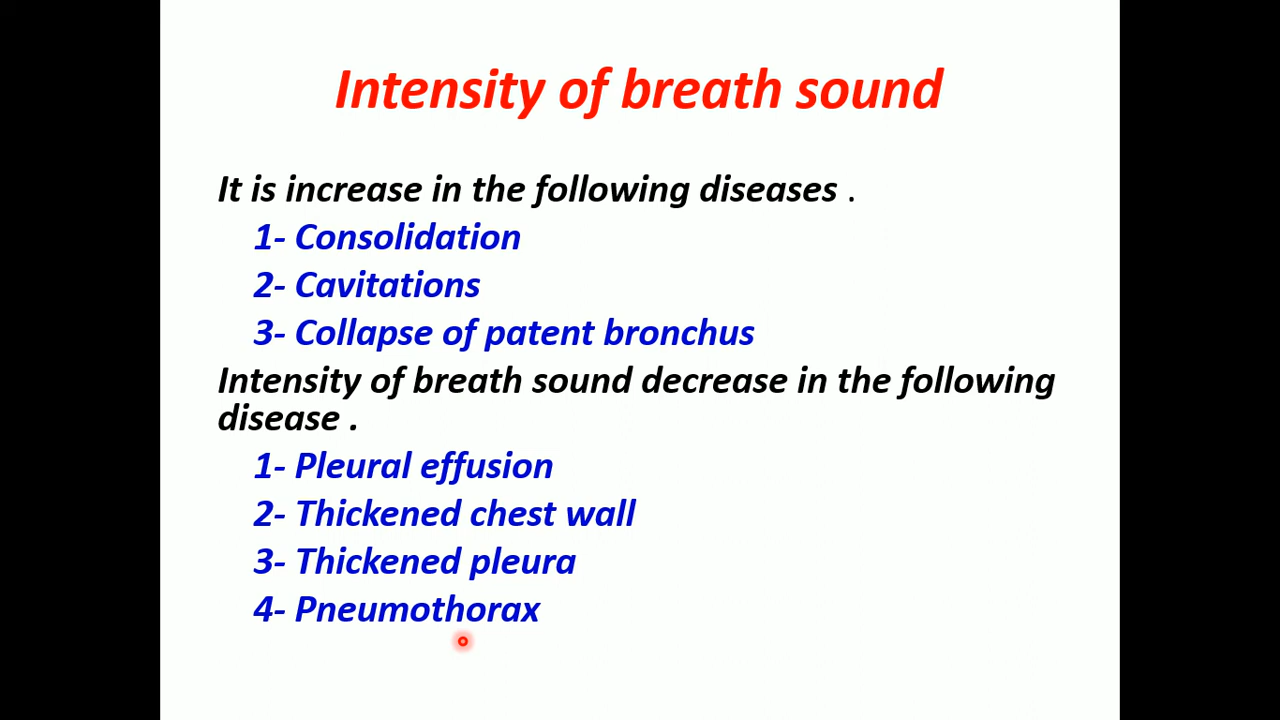 Intensity of breath sound
It is increase in the following diseases .
1- Consolidation
2- Cavitations
3- Collapse of patent bronchus
Intensity of breath sound decrease in the following
disease .
1- Pleural effusion
2- Thickened chest wall
3- Thickened pleura
4- Pneumothorax